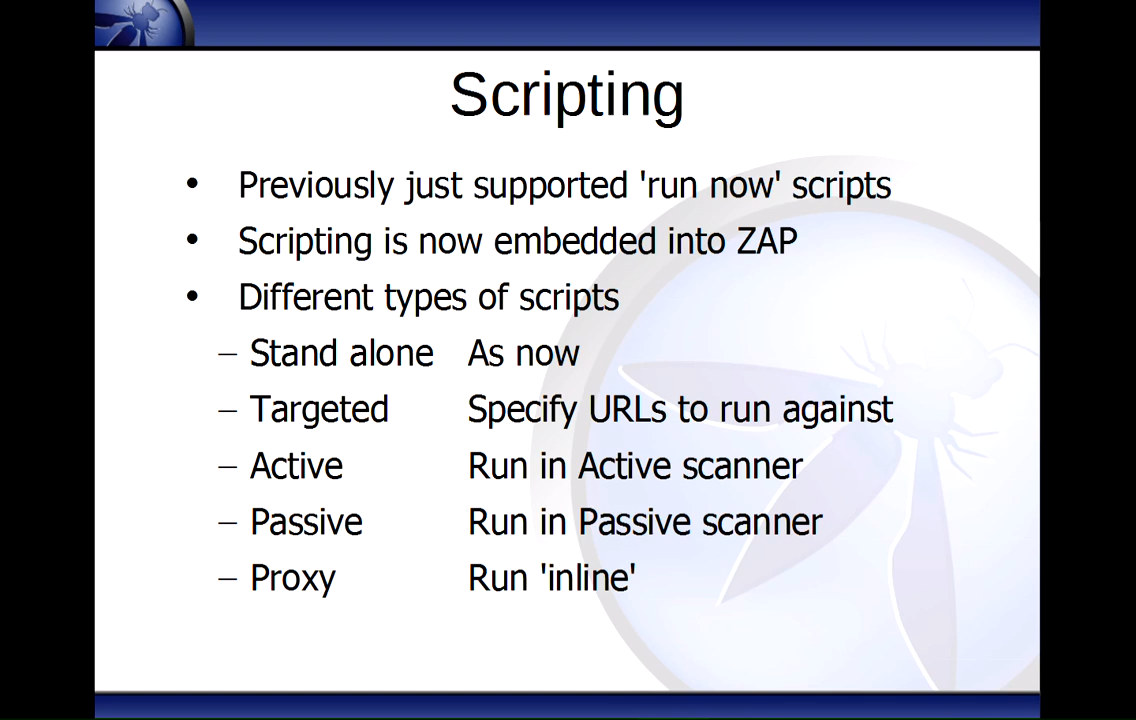 Scripting
• Previously just supported 'run now' scripts
• Scripting is now embedded into ZAP
• Different types of scripts
– Stand alone As now
– Targeted Specify URLs to run against
– Active Run in Active scanner
– Passive Run in Passive scanner
– Proxy Run 'inline'